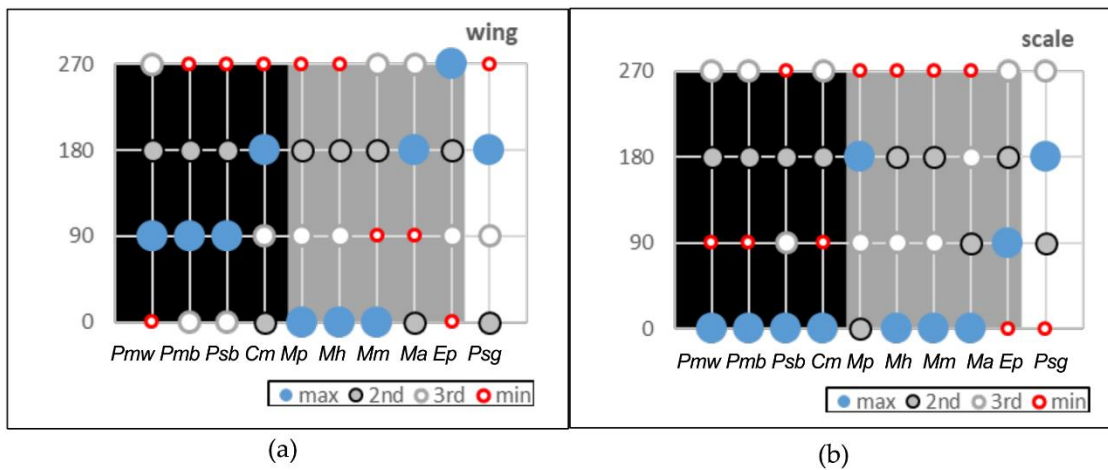 wing
270
180
90
0
Pmw Pmb Psb Cm Mp Mh Mm Ma Ep Psg
max 2nd 3rd min
(a)
scale
270
180
90
0
Pmw Pmb Psb Cm Mp Mh Mm Ma Ep Psg
max 2nd 3rd min
(b)